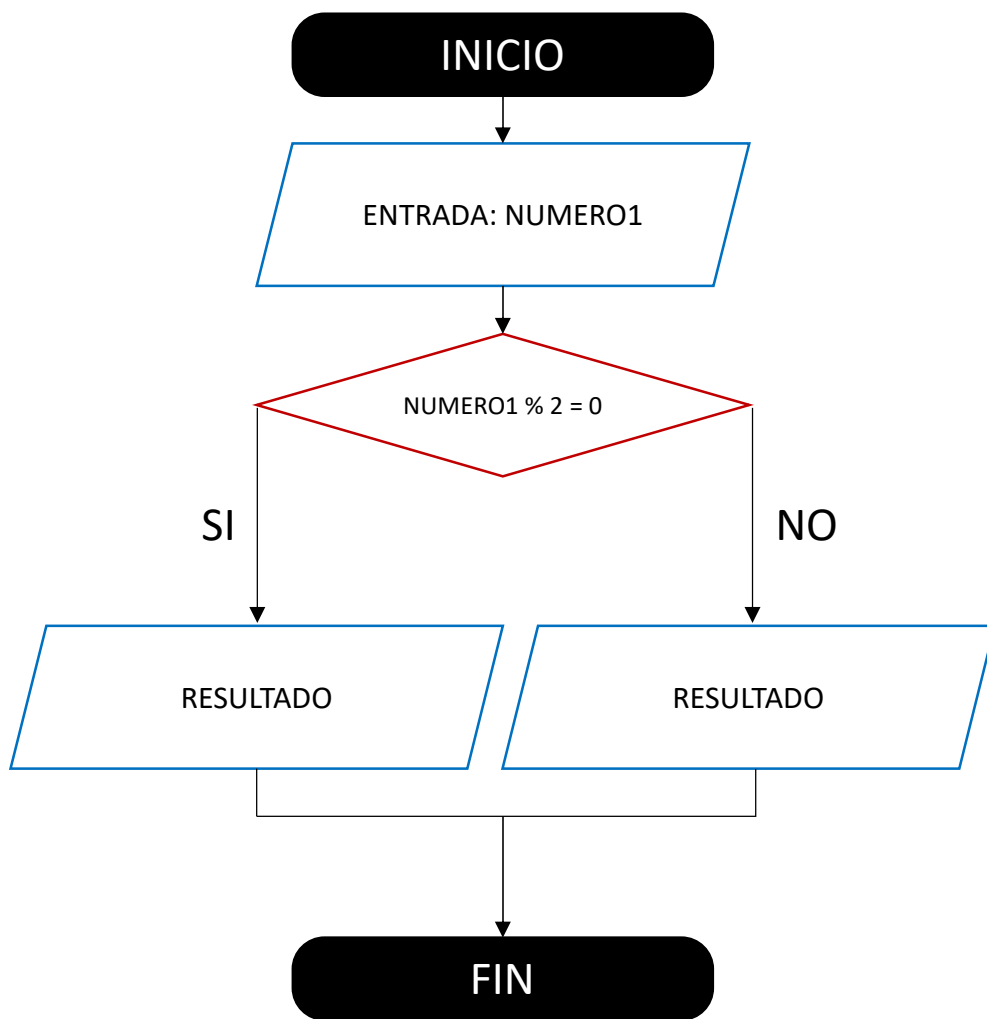 INICIO
ENTRADA: NUMERO1
NUMERO1 % 2 = 0
SI
NO
RESULTADO
RESULTADO
FIN